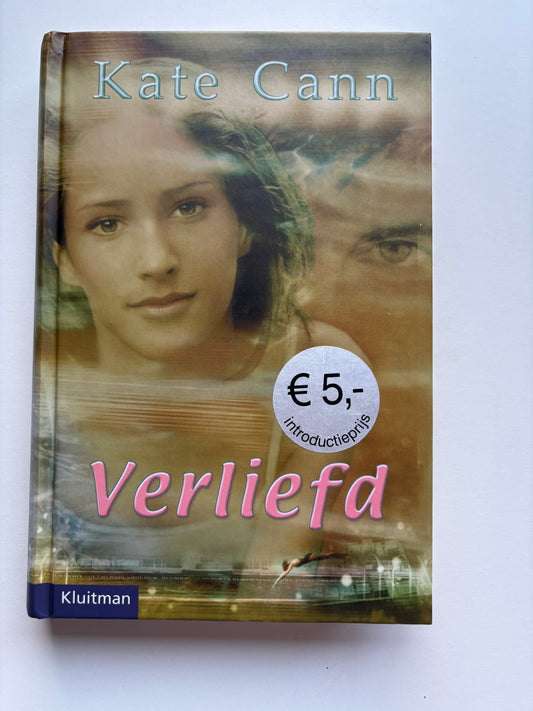 Kate Cann
€ 5,-
introductieprijs
Verliefd
Kluitman